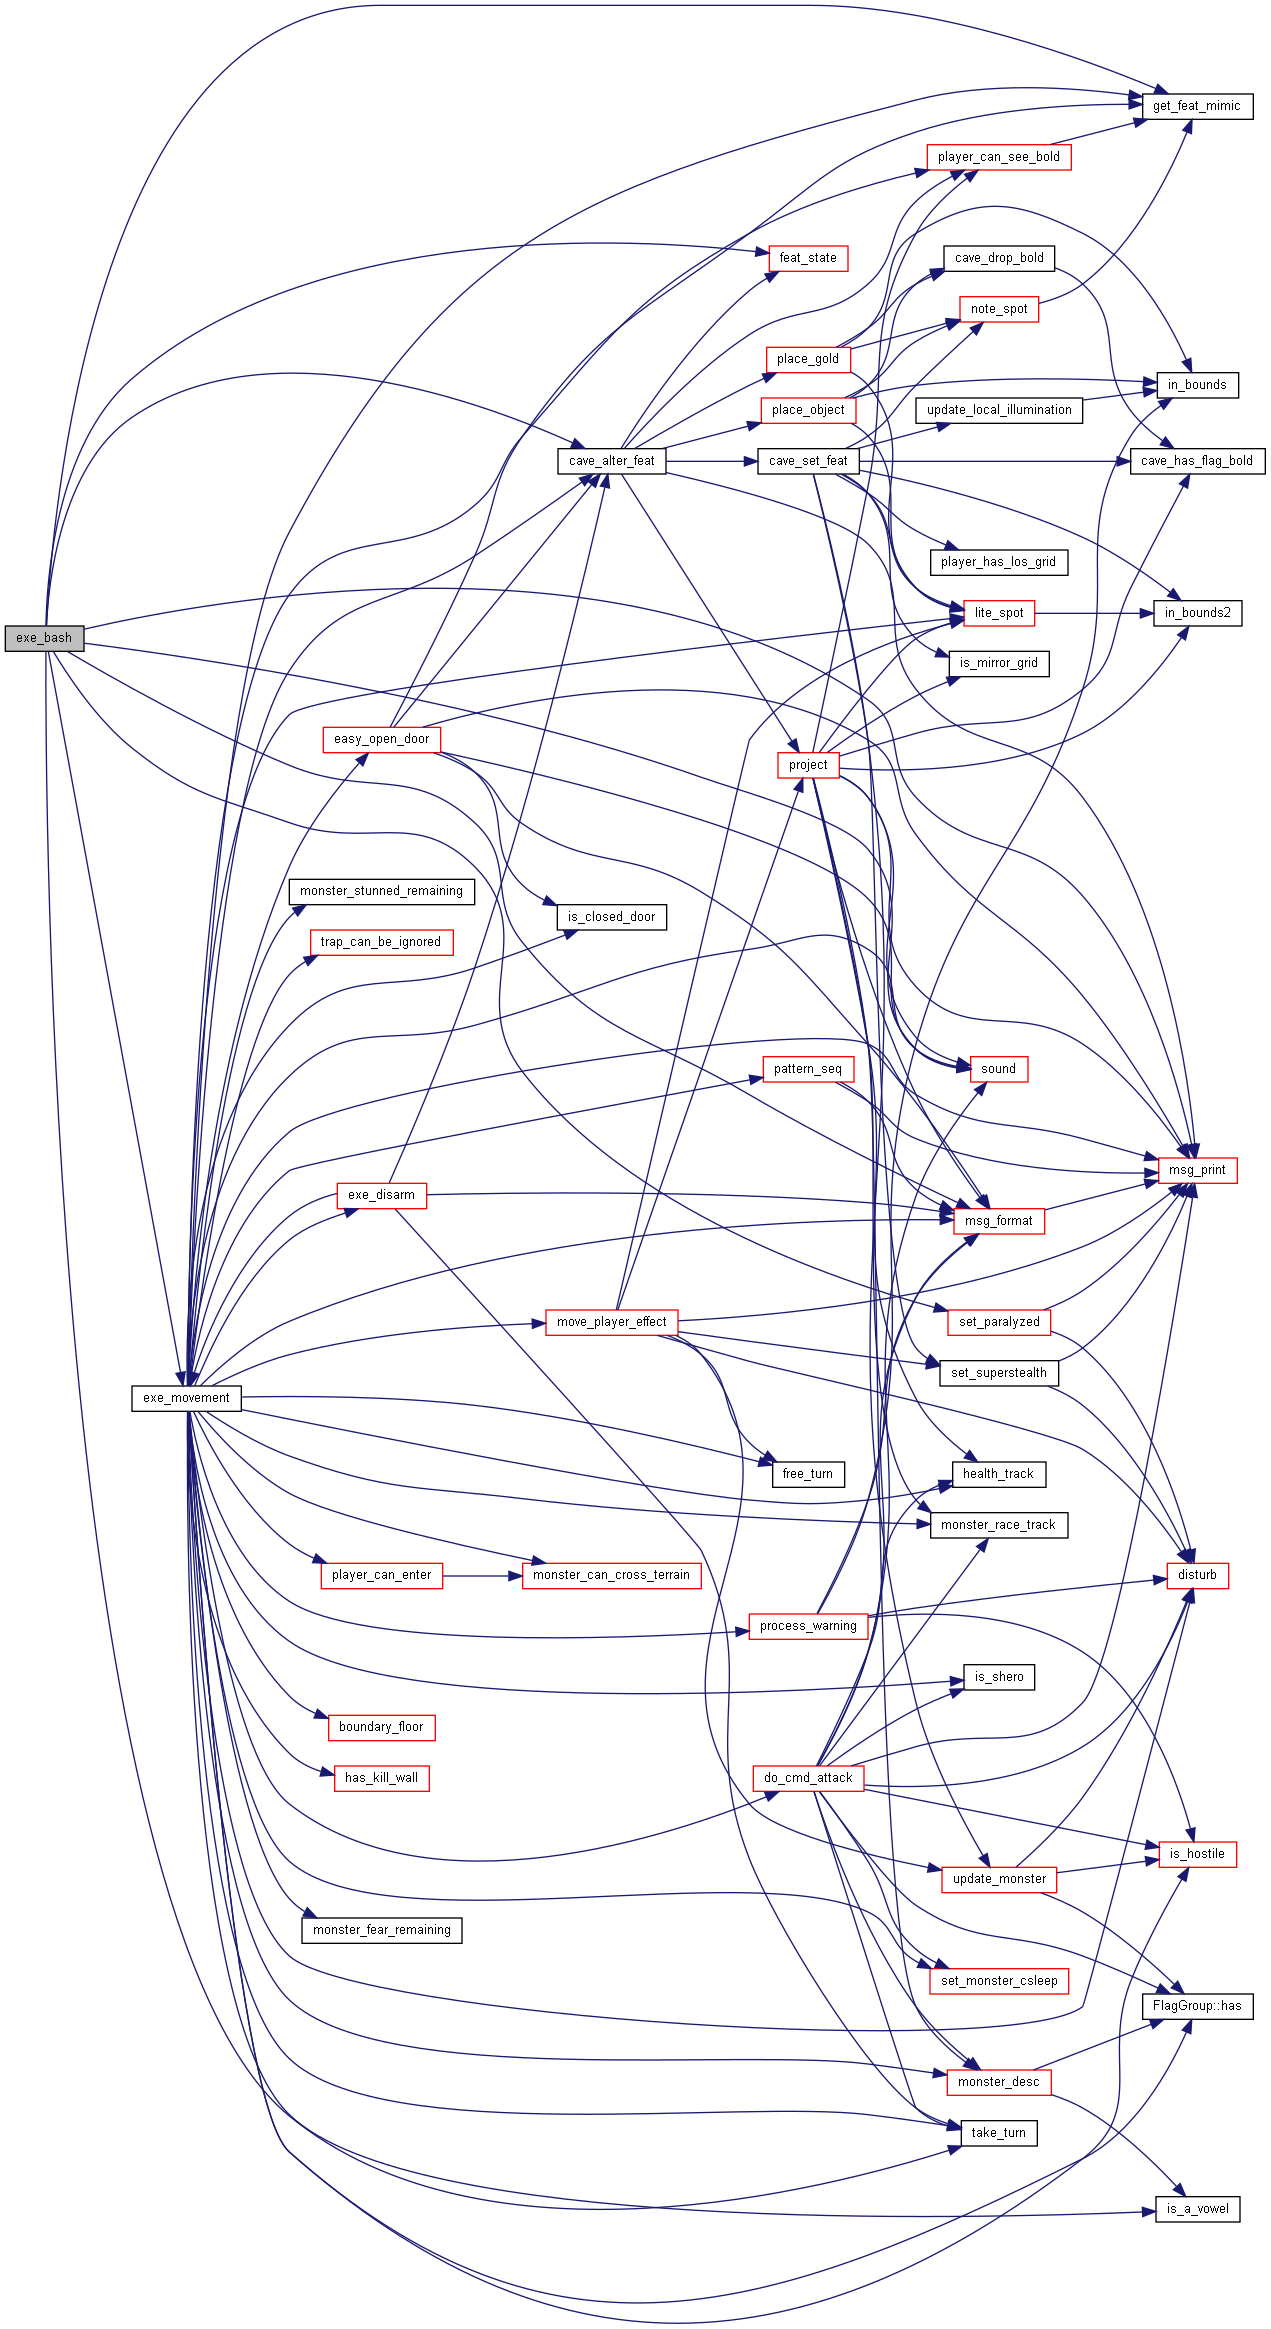 get_feat_mimic
player_can_see_bold
feat_state
cave_drop_bold
note_spot
place_gold
in_bounds
place_object
update_local_illumination
cave_alter_feat
cave_set_feat
cave_has_flag_bold
player_has_los_grid
lite_spot
in_bounds2
exe_bash
is_mirror_grid
easy_open_door
project
monster_stunned_remaining
is_closed_door
trap_can_be_ignored
pattern_seq
sound
msg_print
exe_disarm
msg_format
move_player_effect
set_paralyzed
set_superstealth
exe_movement
free_turn
health_track
monster_race_track
player_can_enter
monster_can_cross_terrain
disturb
process_warning
is_shero
boundary_floor
has_kill_wall
do_cmd_attack
is_hostile
update_monster
monster_fear_remaining
set_monster_csleep
FlagGroup::has
monster_desc
take_turn
is_a_vowel